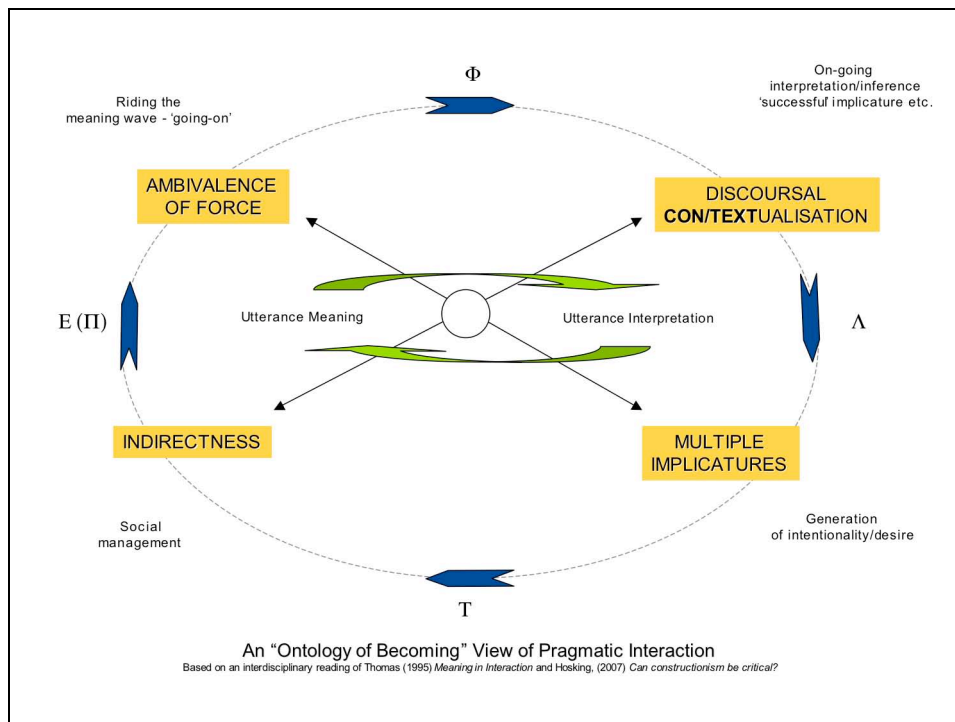 Φ
Riding the
meaning wave - 'going-on'
On-going
interpretation/inference
'successful' implicature etc.
AMBIVALENCE
OF FORCE
DISCOURSAL
CON/TEXTUALISATION
E (Π)
Utterance Meaning
Utterance Interpretation
Λ
INDIRECTNESS
MULTIPLE
IMPLICATURES
Social
management
Generation
of intentionality/desire
T
An “Ontology of Becoming” View of Pragmatic Interaction
Based on an interdisciplinary reading of Thomas (1995) Meaning in Interaction and Hosking, (2007) Can constructionism be critical?